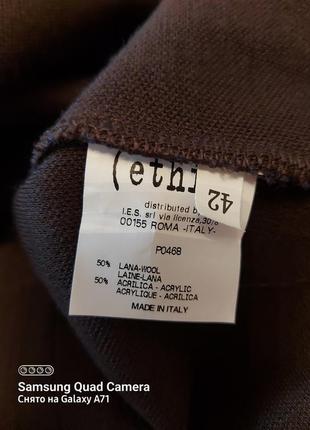 (ethi
42
distributed by
I.E.S. srl via licenza,30/b
00155 ROMA -ITALY-
P0468
50% LANA-WOOL
LAINE-LANA
50% ACRILICA - ACRYLIC
ACRYLIQUE - ACRILICA
MADE IN ITALY
Samsung Quad Camera
Снято на Galaxy A71